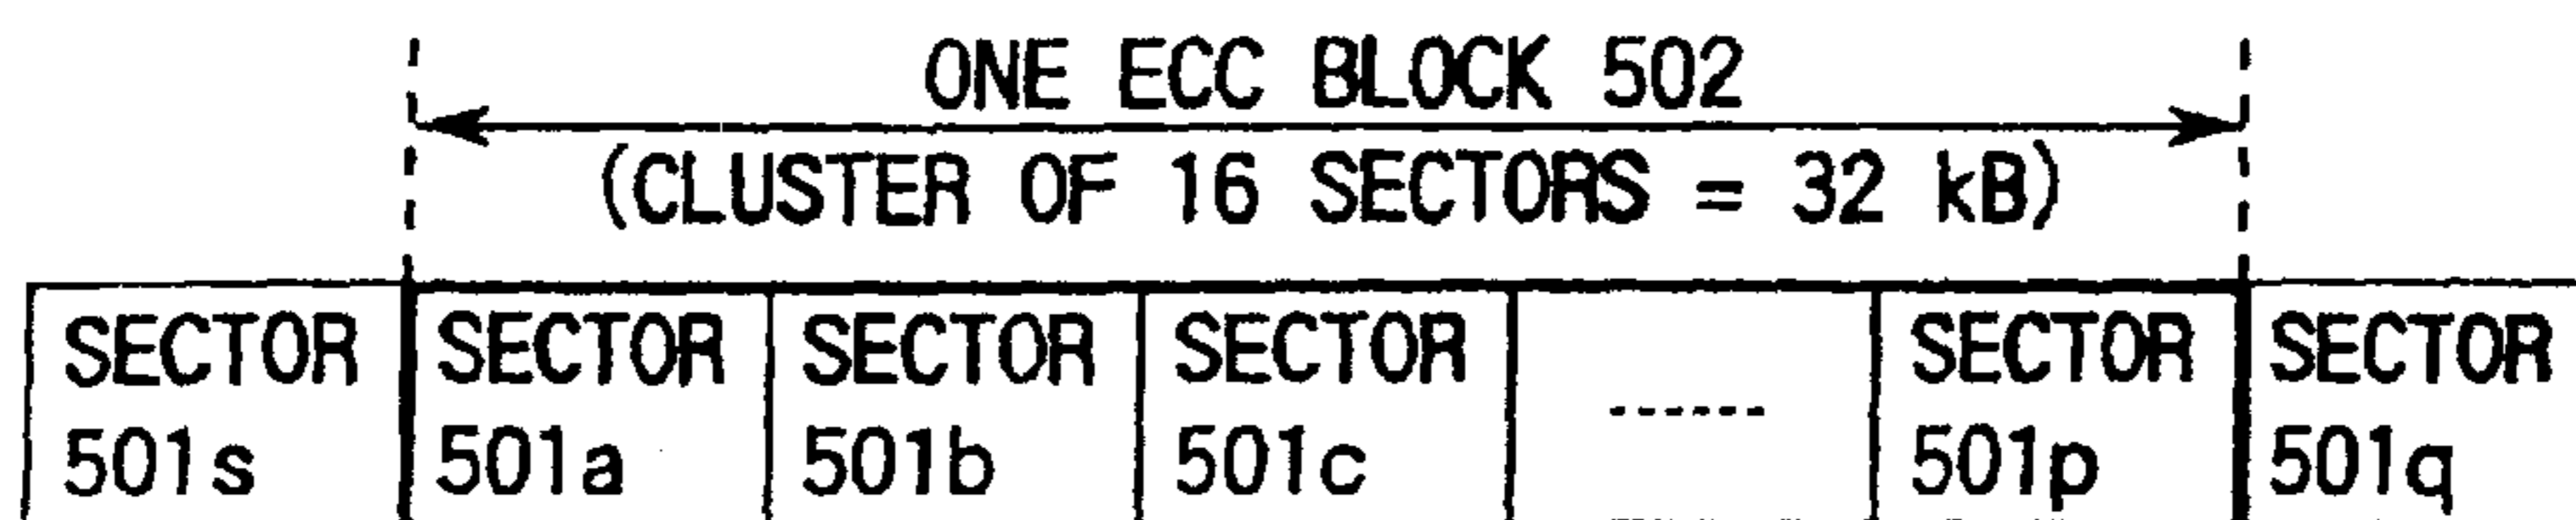 ONE ECC BLOCK 502
(CLUSTER OF 16 SECTORS = 32 kB)
SECTOR SECTOR SECTOR SECTOR ------ SECTOR SECTOR
501s 501a 501b 501c 501p 501q